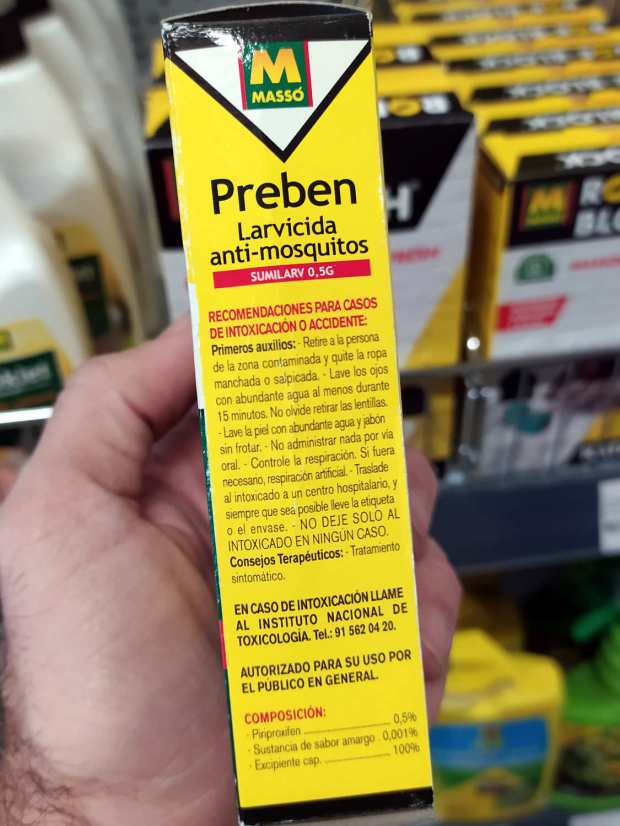 M
MASSÓ
Preben
Larvicida
anti-mosquitos
SUMILARV 0,5G
RECOMENDACIONES PARA CASOS
DE INTOXICACIÓN O ACCIDENTE:
Primeros auxilios: - Retire a la persona
de la zona contaminada y quite la ropa
manchada o salpicada. - Lave los ojos
con abundante agua al menos durante
15 minutos. No olvide retirar las lentillas.
- Lave la piel con abundante agua y jabón
sin frotar. - No administrar nada por vía
oral. - Controle la respiración. Si fuera
necesario, respiración artificial. - Traslade
al intoxicado a un centro hospitalario, y
siempre que sea posible lleve la etiqueta
o el envase. - NO DEJE SOLO AL
INTOXICADO EN NINGÚN CASO.
Consejos Terapéuticos: - Tratamiento
sintomático.
EN CASO DE INTOXICACIÓN LLAME
AL INSTITUTO NACIONAL DE
TOXICOLOGÍA. Tel.: 91 562 04 20.
AUTORIZADO PARA SU USO POR
EL PÚBLICO EN GENERAL.
COMPOSICIÓN:
- Piriproxifen 0,5%
- Sustancia de sabor amargo . 0,001%
- Excipiente cap. 100%
M